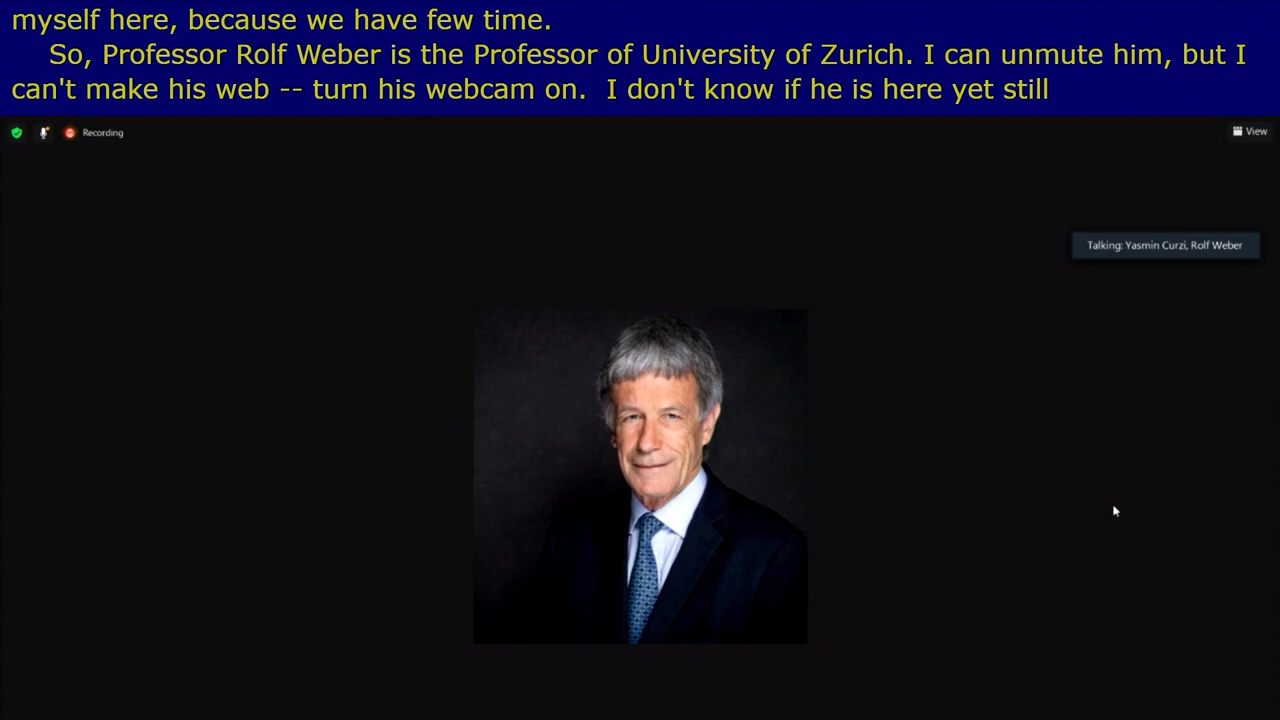 myself here, because we have few time.
So, Professor Rolf Weber is the Professor of University of Zurich. I can unmute him, but I
can't make his web -- turn his webcam on.  I don't know if he is here yet still
Recording
View
Talking: Yasmin Curzi, Rolf Weber